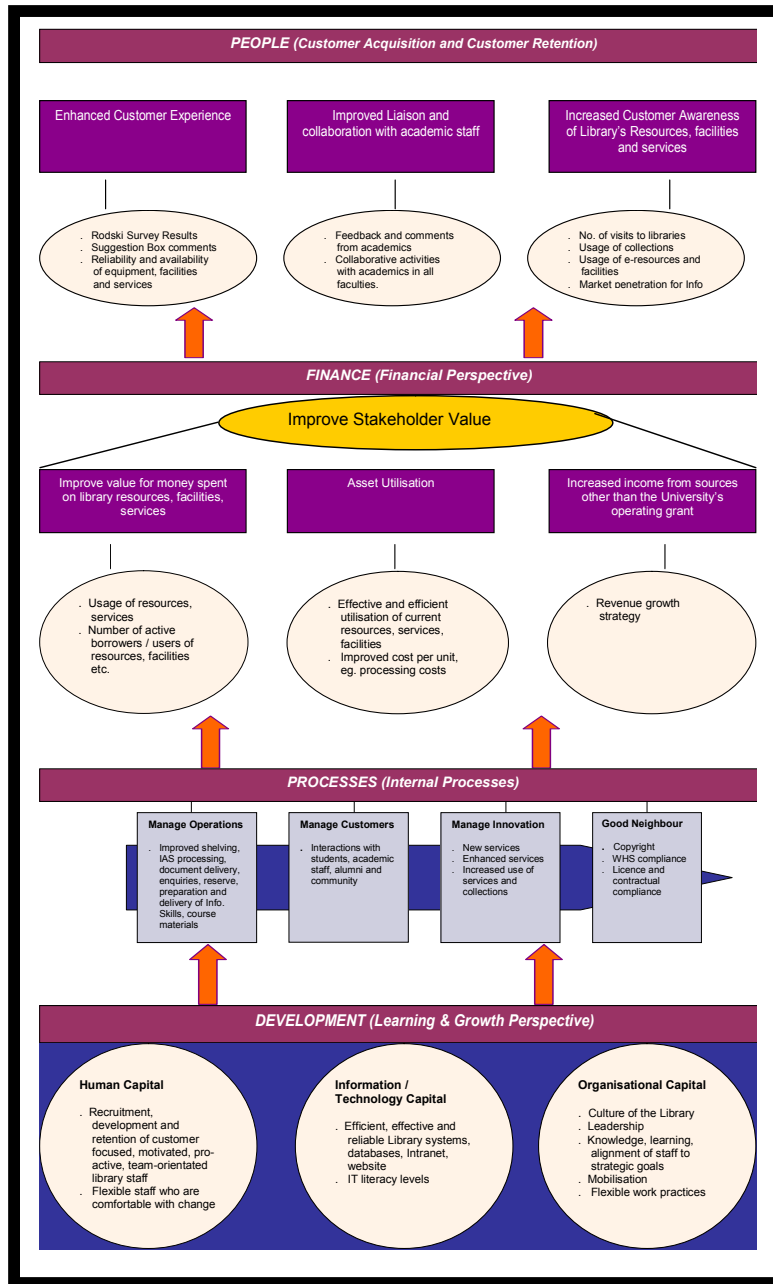 PEOPLE (Customer Acquisition and Customer Retention)
Enhanced Customer Experience
Improved Liaison and
collaboration with academic staff
Increased Customer Awareness
of Library's Resources, facilities
and services
. Rodski Survey Results
. Suggestion Box comments
. Reliability and availability
of equipment, facilities
and services
. Feedback and comments
from academics
. Collaborative activities
with academics in all
faculties.
. No. of visits to libraries
. Usage of collections
. Usage of e-resources and
facilities
. Market penetration for Info
FINANCE (Financial Perspective)
Improve Stakeholder Value
Improve value for money spent
on library resources, facilities,
services
Asset Utilisation
Increased income from sources
other than the University's
operating grant
. Usage of resources,
services
. Number of active
borrowers / users of
resources, facilities
etc.
. Effective and efficient
utilisation of current
resources, services,
facilities
. Improved cost per unit,
eg. processing costs
. Revenue growth
strategy
PROCESSES (Internal Processes)
Manage Operations
. Improved shelving,
IAS processing,
document delivery,
enquiries, reserve,
preparation and
delivery of Info.
Skills, course
materials
Manage Customers
. Interactions with
students, academic
staff, alumni and
community
Manage Innovation
. New services
. Enhanced services
. Increased use of
services and
collections
Good Neighbour
. Copyright
. WHS compliance
. Licence and
contractual
compliance
DEVELOPMENT (Learning & Growth Perspective)
Human Capital
. Recruitment,
development and
retention of customer
focused, motivated, pro-
active, team-orientated
library staff
. Flexible staff who are
comfortable with change
Information /
Technology Capital
. Efficient, effective and
reliable Library systems,
databases, Intranet,
website
. IT literacy levels
Organisational Capital
. Culture of the Library
. Leadership
. Knowledge, learning,
alignment of staff to
strategic goals
. Mobilisation
. Flexible work practices